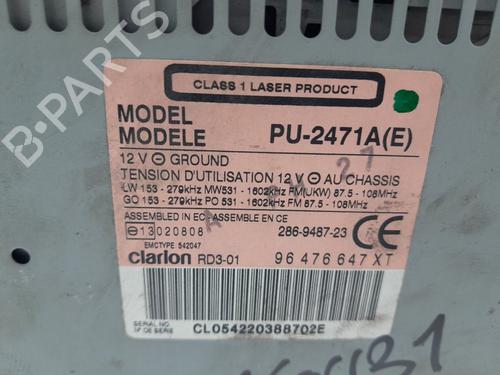 CLASS 1 LASER PRODUCT
MODEL
MODELE PU-2471A(E)
12 V ⊖ GROUND
TENSION D'UTILISATION 12 V ⊖ AU CHASSIS
LW 153 - 279kHz MW531 - 1602kHz FM(UKW) 87.5 - 108MHz
GO 153 - 279kHz PO 531 - 1602kHz FM 87.5 - 108MHz
ASSEMBLED IN EC ASSEMBLE EN CE
13020808 286-9487-23 CE
EMCTYPE 542047
clarion RD3-01 96 476 647 XT
SERIAL NO
Nº DE SERIE CL054220388702E
B-PARTS